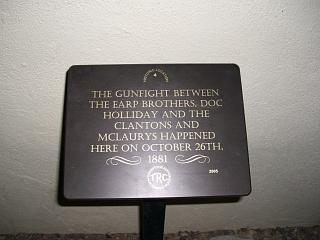 THE GUNFIGHT BETWEEN
THE EARP BROTHERS, DOC
HOLLIDAY AND THE
CLANTONS AND
MCLAURYS HAPPENED
HERE ON OCTOBER 26TH,
1881
TRC
2005